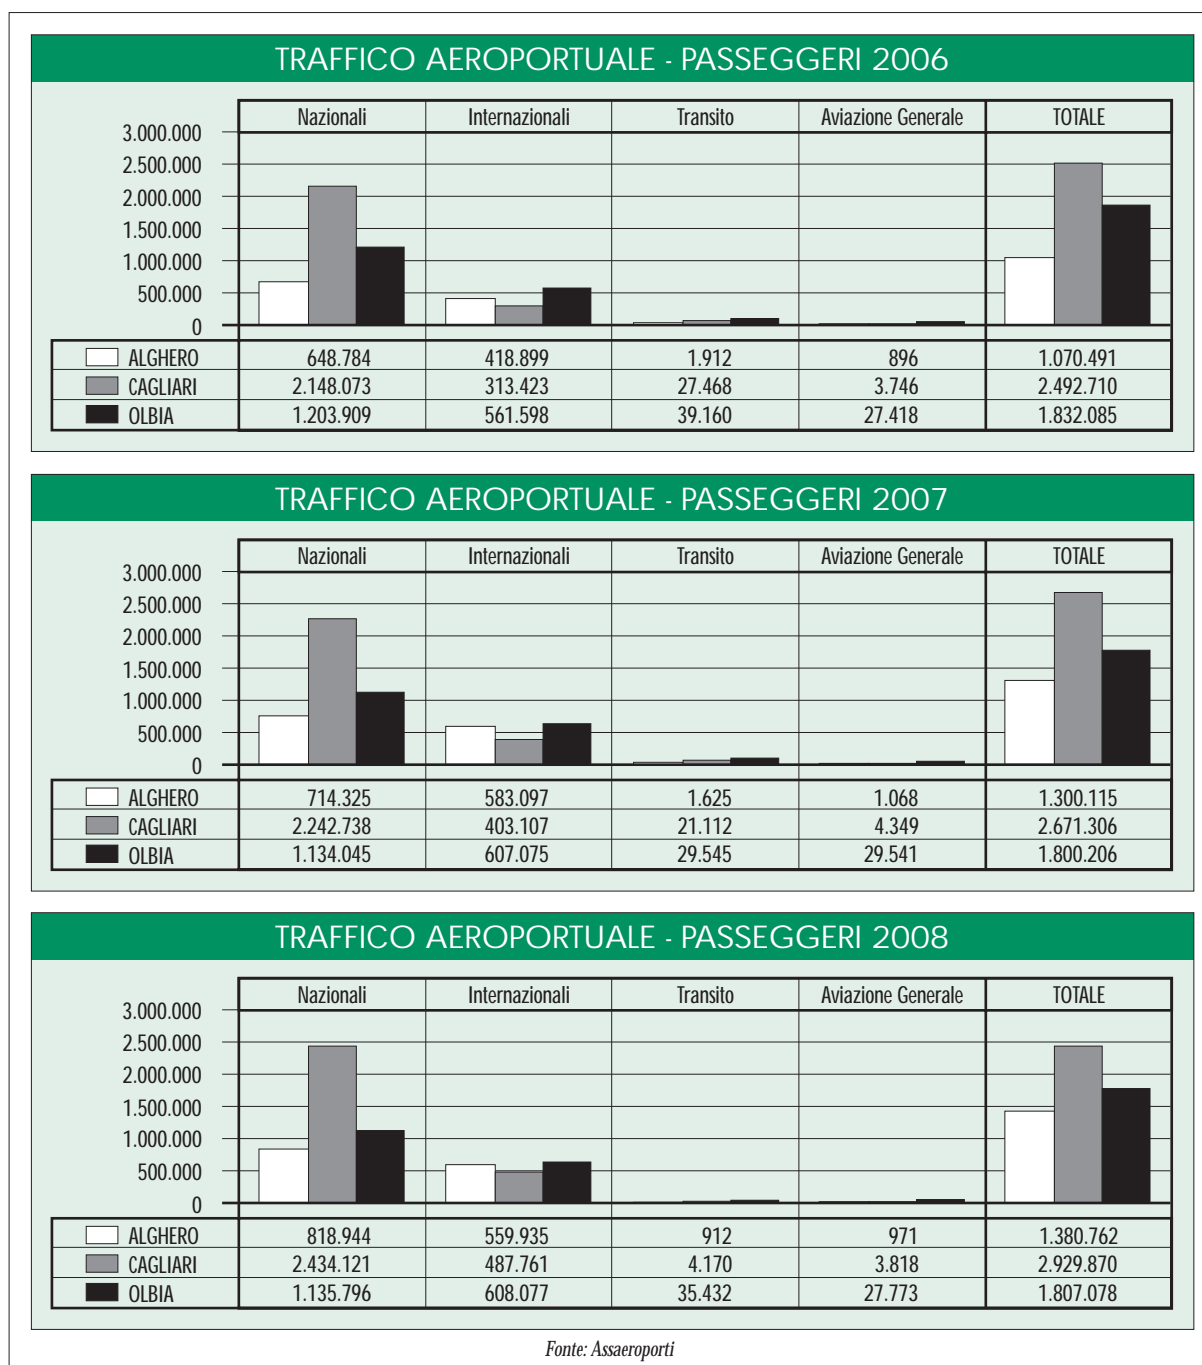 TRAFFICO AEROPORTUALE - PASSEGGERI 2006
Nazionali Internazionali Transito Aviazione Generale TOTALE
3.000.000
2.500.000
2.000.000
1.500.000
1.000.000
500.000
0
ALGHERO 648.784 418.899 1.912 896 1.070.491
CAGLIARI 2.148.073 313.423 27.468 3.746 2.492.710
OLBIA 1.203.909 561.598 39.160 27.418 1.832.085
TRAFFICO AEROPORTUALE - PASSEGGERI 2007
Nazionali Internazionali Transito Aviazione Generale TOTALE
3.000.000
2.500.000
2.000.000
1.500.000
1.000.000
500.000
0
ALGHERO 714.325 583.097 1.625 1.068 1.300.115
CAGLIARI 2.242.738 403.107 21.112 4.349 2.671.306
OLBIA 1.134.045 607.075 29.545 29.541 1.800.206
TRAFFICO AEROPORTUALE - PASSEGGERI 2008
Nazionali Internazionali Transito Aviazione Generale TOTALE
3.000.000
2.500.000
2.000.000
1.500.000
1.000.000
500.000
0
ALGHERO 818.944 559.935 912 971 1.380.762
CAGLIARI 2.434.121 487.761 4.170 3.818 2.929.870
OLBIA 1.135.796 608.077 35.432 27.773 1.807.078
Fonte: Assaeroporti